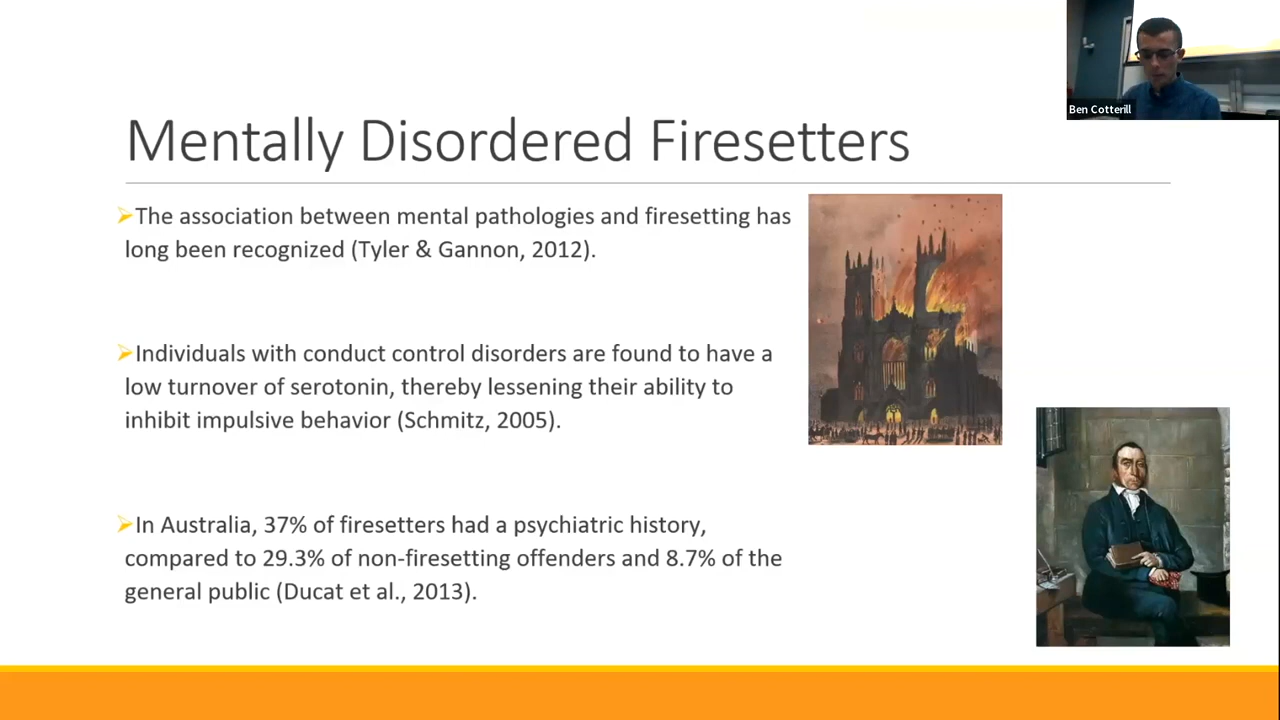 Ben Cotterill
Mentally Disordered Firesetters
➢The association between mental pathologies and firesetting has
long been recognized (Tyler & Gannon, 2012).
➢Individuals with conduct control disorders are found to have a
low turnover of serotonin, thereby lessening their ability to
inhibit impulsive behavior (Schmitz, 2005).
➢In Australia, 37% of firesetters had a psychiatric history,
compared to 29.3% of non-firesetting offenders and 8.7% of the
general public (Ducat et al., 2013).